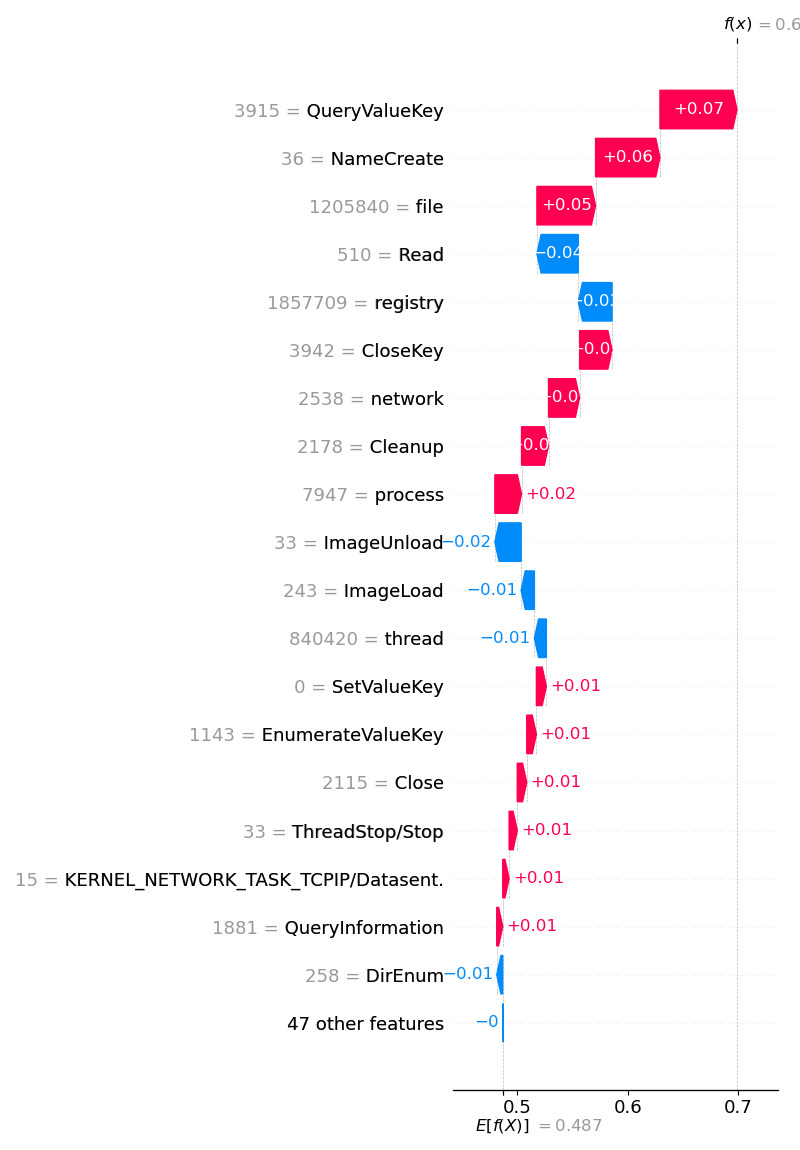 f(x) = 0.6
3915 = QueryValueKey +0.07
36 = NameCreate +0.06
1205840 = file +0.05
510 = Read −0.04
1857709 = registry
3942 = CloseKey
2538 = network
2178 = Cleanup
7947 = process +0.02
33 = ImageUnload −0.02
243 = ImageLoad −0.01
840420 = thread −0.01
0 = SetValueKey +0.01
1143 = EnumerateValueKey +0.01
2115 = Close +0.01
33 = ThreadStop/Stop +0.01
15 = KERNEL_NETWORK_TASK_TCPIP/Datasent. +0.01
1881 = QueryInformation +0.01
258 = DirEnum −0.01
47 other features −0
0.5 0.6 0.7
E[f(X)] = 0.487